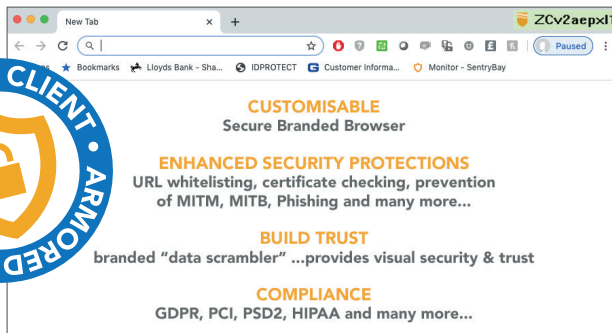 New Tab
ZCv2aepxl1
Paused
Bookmarks
Lloyds Bank - Sha...
IDPROTECT
Customer Informa...
Monitor - SentryBay
CLIENT • ARMORED
CUSTOMISABLE
Secure Branded Browser
ENHANCED SECURITY PROTECTIONS
URL whitelisting, certificate checking, prevention
of MITM, MITB, Phishing and many more...
BUILD TRUST
branded “data scrambler” ...provides visual security & trust
COMPLIANCE
GDPR, PCI, PSD2, HIPAA and many more...